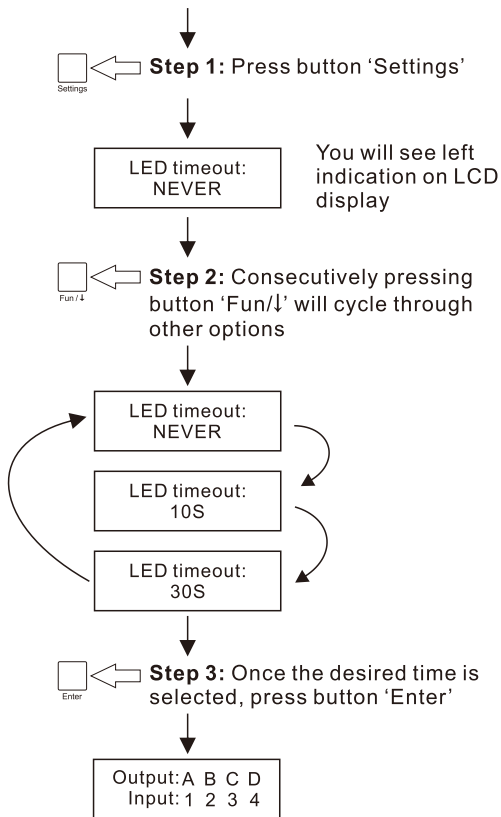 Step 1: Press button ‘Settings’
Settings
LED timeout:
NEVER
You will see left
indication on LCD
display
Step 2: Consecutively pressing
button ‘Fun/↓’ will cycle through
other options
Fun / ↓
LED timeout:
NEVER
LED timeout:
10S
LED timeout:
30S
Step 3: Once the desired time is
selected, press button ‘Enter’
Enter
Output: A B C D
Input: 1 2 3 4